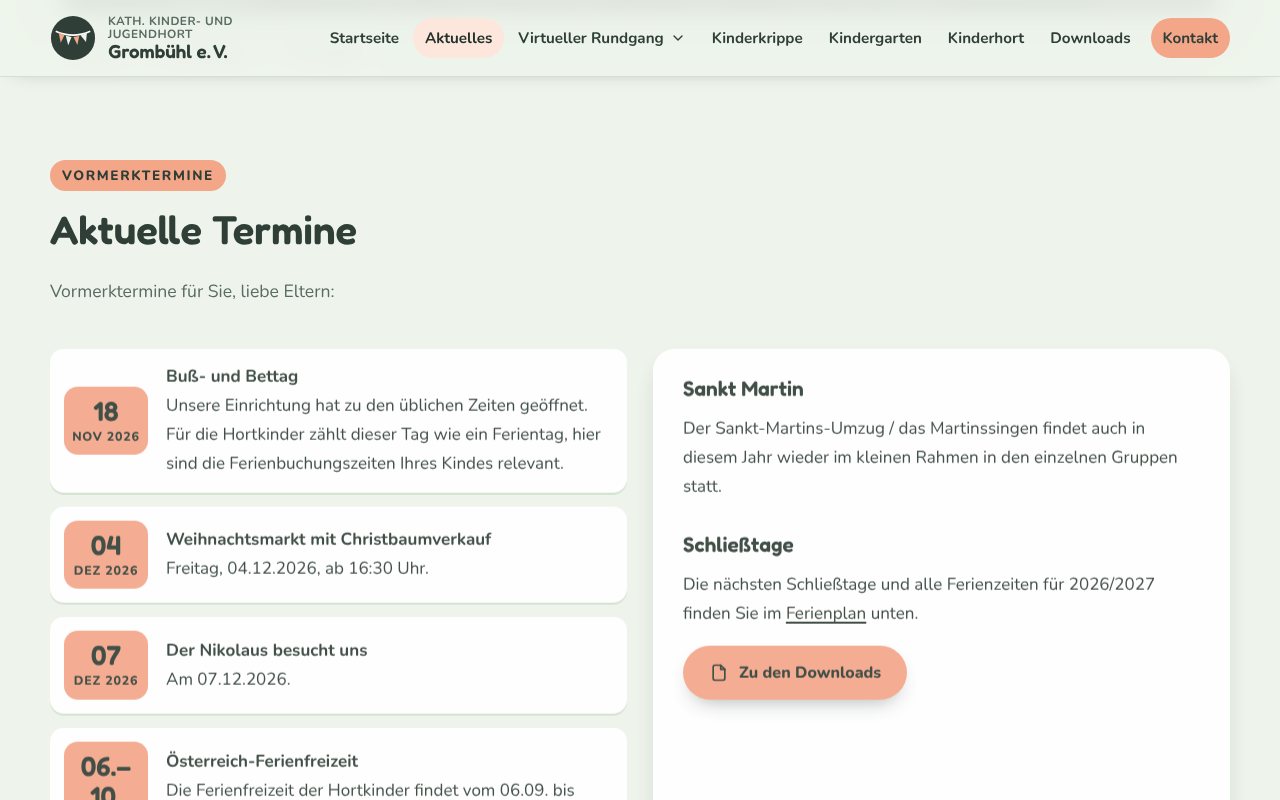 KATH. KINDER- UND
JUGENDHORT
Grombühl e.V.
Startseite
Aktuelles
Virtueller Rundgang
Kinderkrippe
Kindergarten
Kinderhort
Downloads
Kontakt
VORMERKTERMINE
Aktuelle Termine
Vormerktermine für Sie, liebe Eltern:
18
NOV 2026
Buß- und Bettag
Unsere Einrichtung hat zu den üblichen Zeiten geöffnet.
Für die Hortkinder zählt dieser Tag wie ein Ferientag, hier
sind die Ferienbuchungszeiten Ihres Kindes relevant.
04
DEZ 2026
Weihnachtsmarkt mit Christbaumverkauf
Freitag, 04.12.2026, ab 16:30 Uhr.
07
DEZ 2026
Der Nikolaus besucht uns
Am 07.12.2026.
06.–
10.
Österreich-Ferienfreizeit
Die Ferienfreizeit der Hortkinder findet vom 06.09. bis
Sankt Martin
Der Sankt-Martins-Umzug / das Martinssingen findet auch in
diesem Jahr wieder im kleinen Rahmen in den einzelnen Gruppen
statt.
Schließtage
Die nächsten Schließtage und alle Ferienzeiten für 2026/2027
finden Sie im Ferienplan unten.
Zu den Downloads